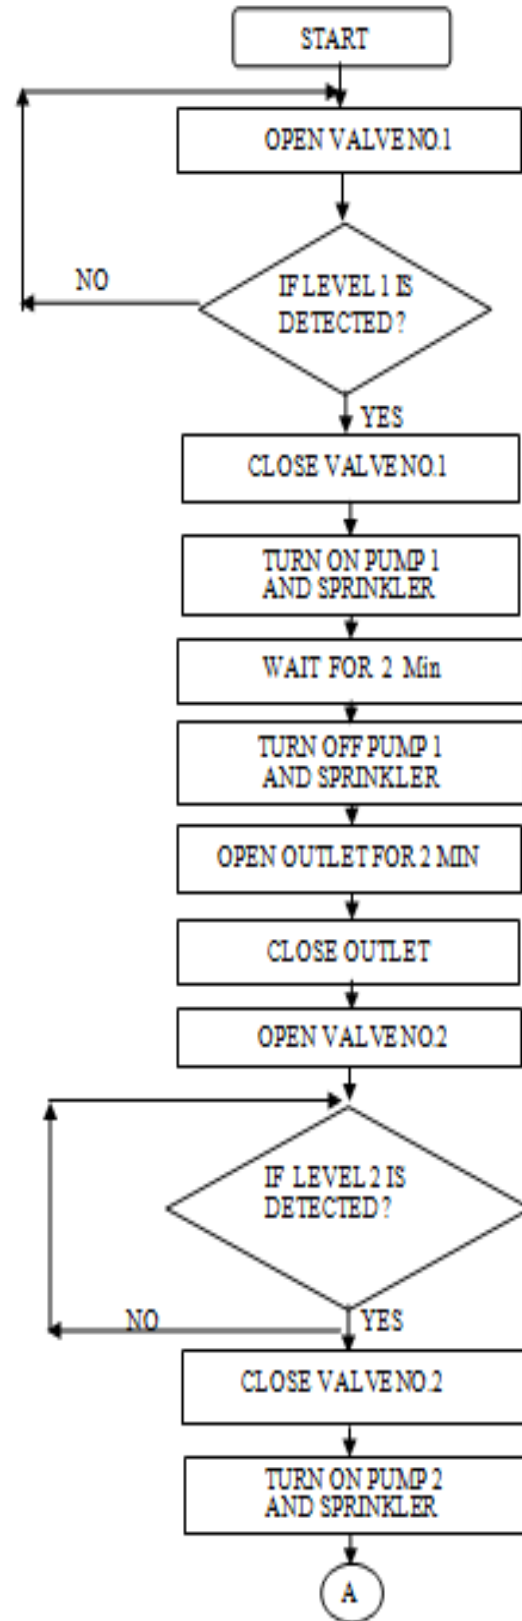 START
OPEN VALVE NO.1
NO
IF LEVEL 1 IS
DETECTED ?
YES
CLOSE VALVE NO.1
TURN ON PUMP 1
AND SPRINKLER
WAIT FOR 2 Min
TURN OFF PUMP 1
AND SPRINKLER
OPEN OUTLET FOR 2 MIN
CLOSE OUTLET
OPEN VALVE NO.2
IF LEVEL 2 IS
DETECTED ?
NO
YES
CLOSE VALVE NO.2
TURN ON PUMP 2
AND SPRINKLER
A